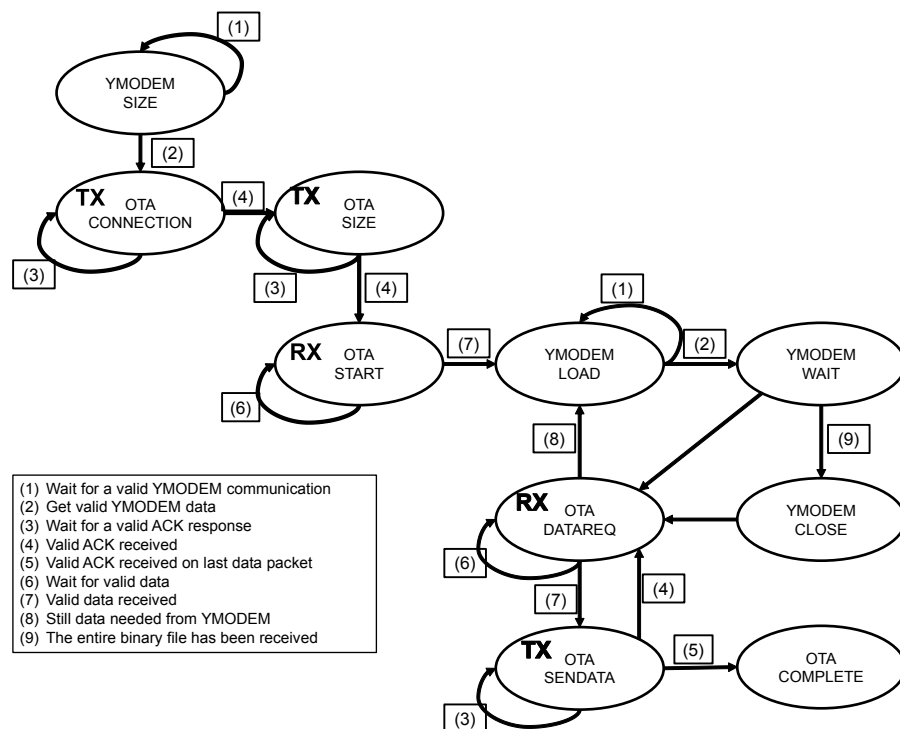 (1)
YMODEM
SIZE
(2)
TX
OTA
CONNECTION
(4)
TX
OTA
SIZE
(3)
(3)
(4)
(1)
RX
OTA
START
(7)
YMODEM
LOAD
(2)
YMODEM
WAIT
(6)
(8)
(9)
RX
OTA
DATAREQ
YMODEM
CLOSE
(6)
(7)
(4)
TX
OTA
SENDATA
(5)
OTA
COMPLETE
(3)
(1) Wait for a valid YMODEM communication
(2) Get valid YMODEM data
(3) Wait for a valid ACK response
(4) Valid ACK received
(5) Valid ACK received on last data packet
(6) Wait for valid data
(7) Valid data received
(8) Still data needed from YMODEM
(9) The entire binary file has been received